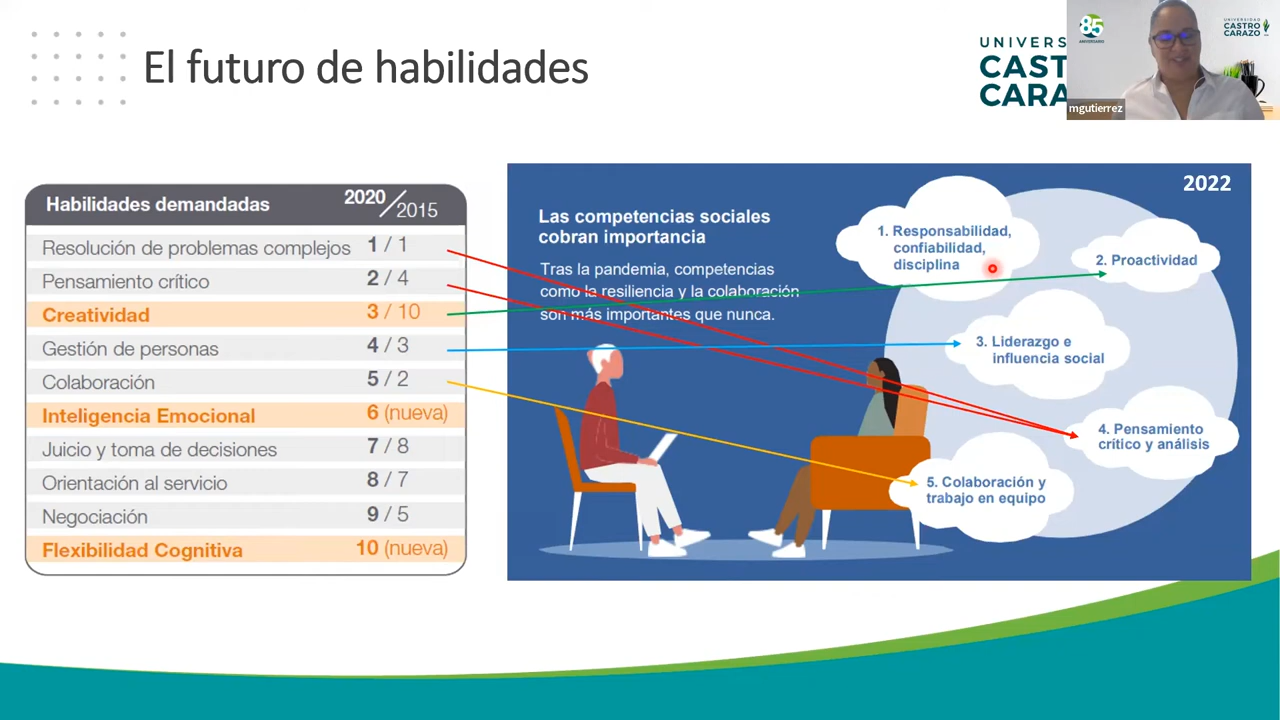 El futuro de habilidades
UNIVERS
CAST
CARA
85
ANIVERSARIO
UNIVERSIDAD
CASTRO
CARAZO
mgutierrez
Habilidades demandadas 2020/2015
Resolución de problemas complejos 1 / 1
Pensamiento crítico 2 / 4
Creatividad 3 / 10
Gestión de personas 4 / 3
Colaboración 5 / 2
Inteligencia Emocional 6 (nueva)
Juicio y toma de decisiones 7 / 8
Orientación al servicio 8 / 7
Negociación 9 / 5
Flexibilidad Cognitiva 10 (nueva)
2022
Las competencias sociales
cobran importancia
Tras la pandemia, competencias
como la resiliencia y la colaboración
son más importantes que nunca.
1. Responsabilidad,
confiabilidad,
disciplina
2. Proactividad
3. Liderazgo e
influencia social
4. Pensamiento
crítico y análisis
5. Colaboración y
trabajo en equipo